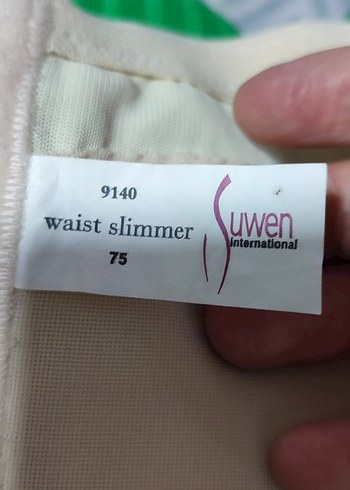 9140
waist slimmer
75
Suwen
international